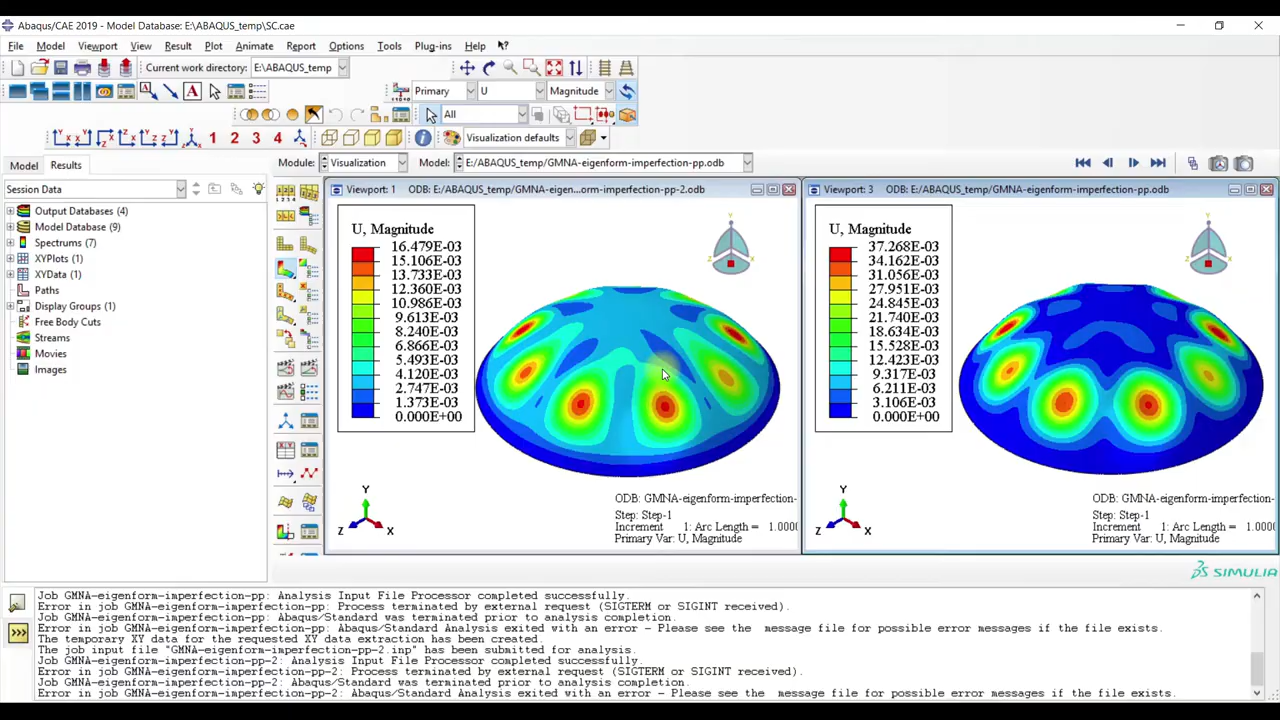 Abaqus/CAE 2019 - Model Database: E:\ABAQUS_temp\SC.cae
File Model Viewport View Result Plot Animate Report Options Tools Plug-ins Help
Current work directory: E:\ABAQUS_temp
Primary U Magnitude
All
1 2 3 4 Visualization defaults
Model Results
Module: Visualization Model: E:/ABAQUS_temp/GMNA-eigenform-imperfection-pp.odb
Session Data
Output Databases (4)
Model Database (9)
Spectrums (7)
XYPlots (1)
XYData (1)
Paths
Display Groups (1)
Free Body Cuts
Streams
Movies
Images
Viewport: 1 ODB: E:/ABAQUS_temp/GMNA-eigen...orm-imperfection-pp-2.odb
U, Magnitude
16.479E-03
15.106E-03
13.733E-03
12.360E-03
10.986E-03
9.613E-03
8.240E-03
6.866E-03
5.493E-03
4.120E-03
2.747E-03
1.373E-03
0.000E+00
Y
Z X
ODB: GMNA-eigenform-imperfection-
Step: Step-1
Increment 1: Arc Length = 1.0000
Primary Var: U, Magnitude
Viewport: 3 ODB: E:/ABAQUS_temp/GMNA-eigenform-imperfection-pp.odb
U, Magnitude
37.268E-03
34.162E-03
31.056E-03
27.951E-03
24.845E-03
21.740E-03
18.634E-03
15.528E-03
12.423E-03
9.317E-03
6.211E-03
3.106E-03
0.000E+00
Y
Z X
ODB: GMNA-eigenform-imperfection-
Step: Step-1
Increment 1: Arc Length = 1.0000
Primary Var: U, Magnitude
SIMULIA
Job GMNA-eigenform-imperfection-pp: Analysis Input File Processor completed successfully.
Error in job GMNA-eigenform-imperfection-pp: Process terminated by external request (SIGTERM or SIGINT received).
Job GMNA-eigenform-imperfection-pp: Abaqus/Standard was terminated prior to analysis completion.
Error in job GMNA-eigenform-imperfection-pp: Abaqus/Standard Analysis exited with an error - Please see the message file for possible error messages if the file exists.
The temporary XY data for the requested XY data extraction has been created.
The job input file "GMNA-eigenform-imperfection-pp-2.inp" has been submitted for analysis.
Job GMNA-eigenform-imperfection-pp-2: Analysis Input File Processor completed successfully.
Error in job GMNA-eigenform-imperfection-pp-2: Process terminated by external request (SIGTERM or SIGINT received).
Job GMNA-eigenform-imperfection-pp-2: Abaqus/Standard was terminated prior to analysis completion.
Error in job GMNA-eigenform-imperfection-pp-2: Abaqus/Standard Analysis exited with an error - Please see the message file for possible error messages if the file exists.
>>>